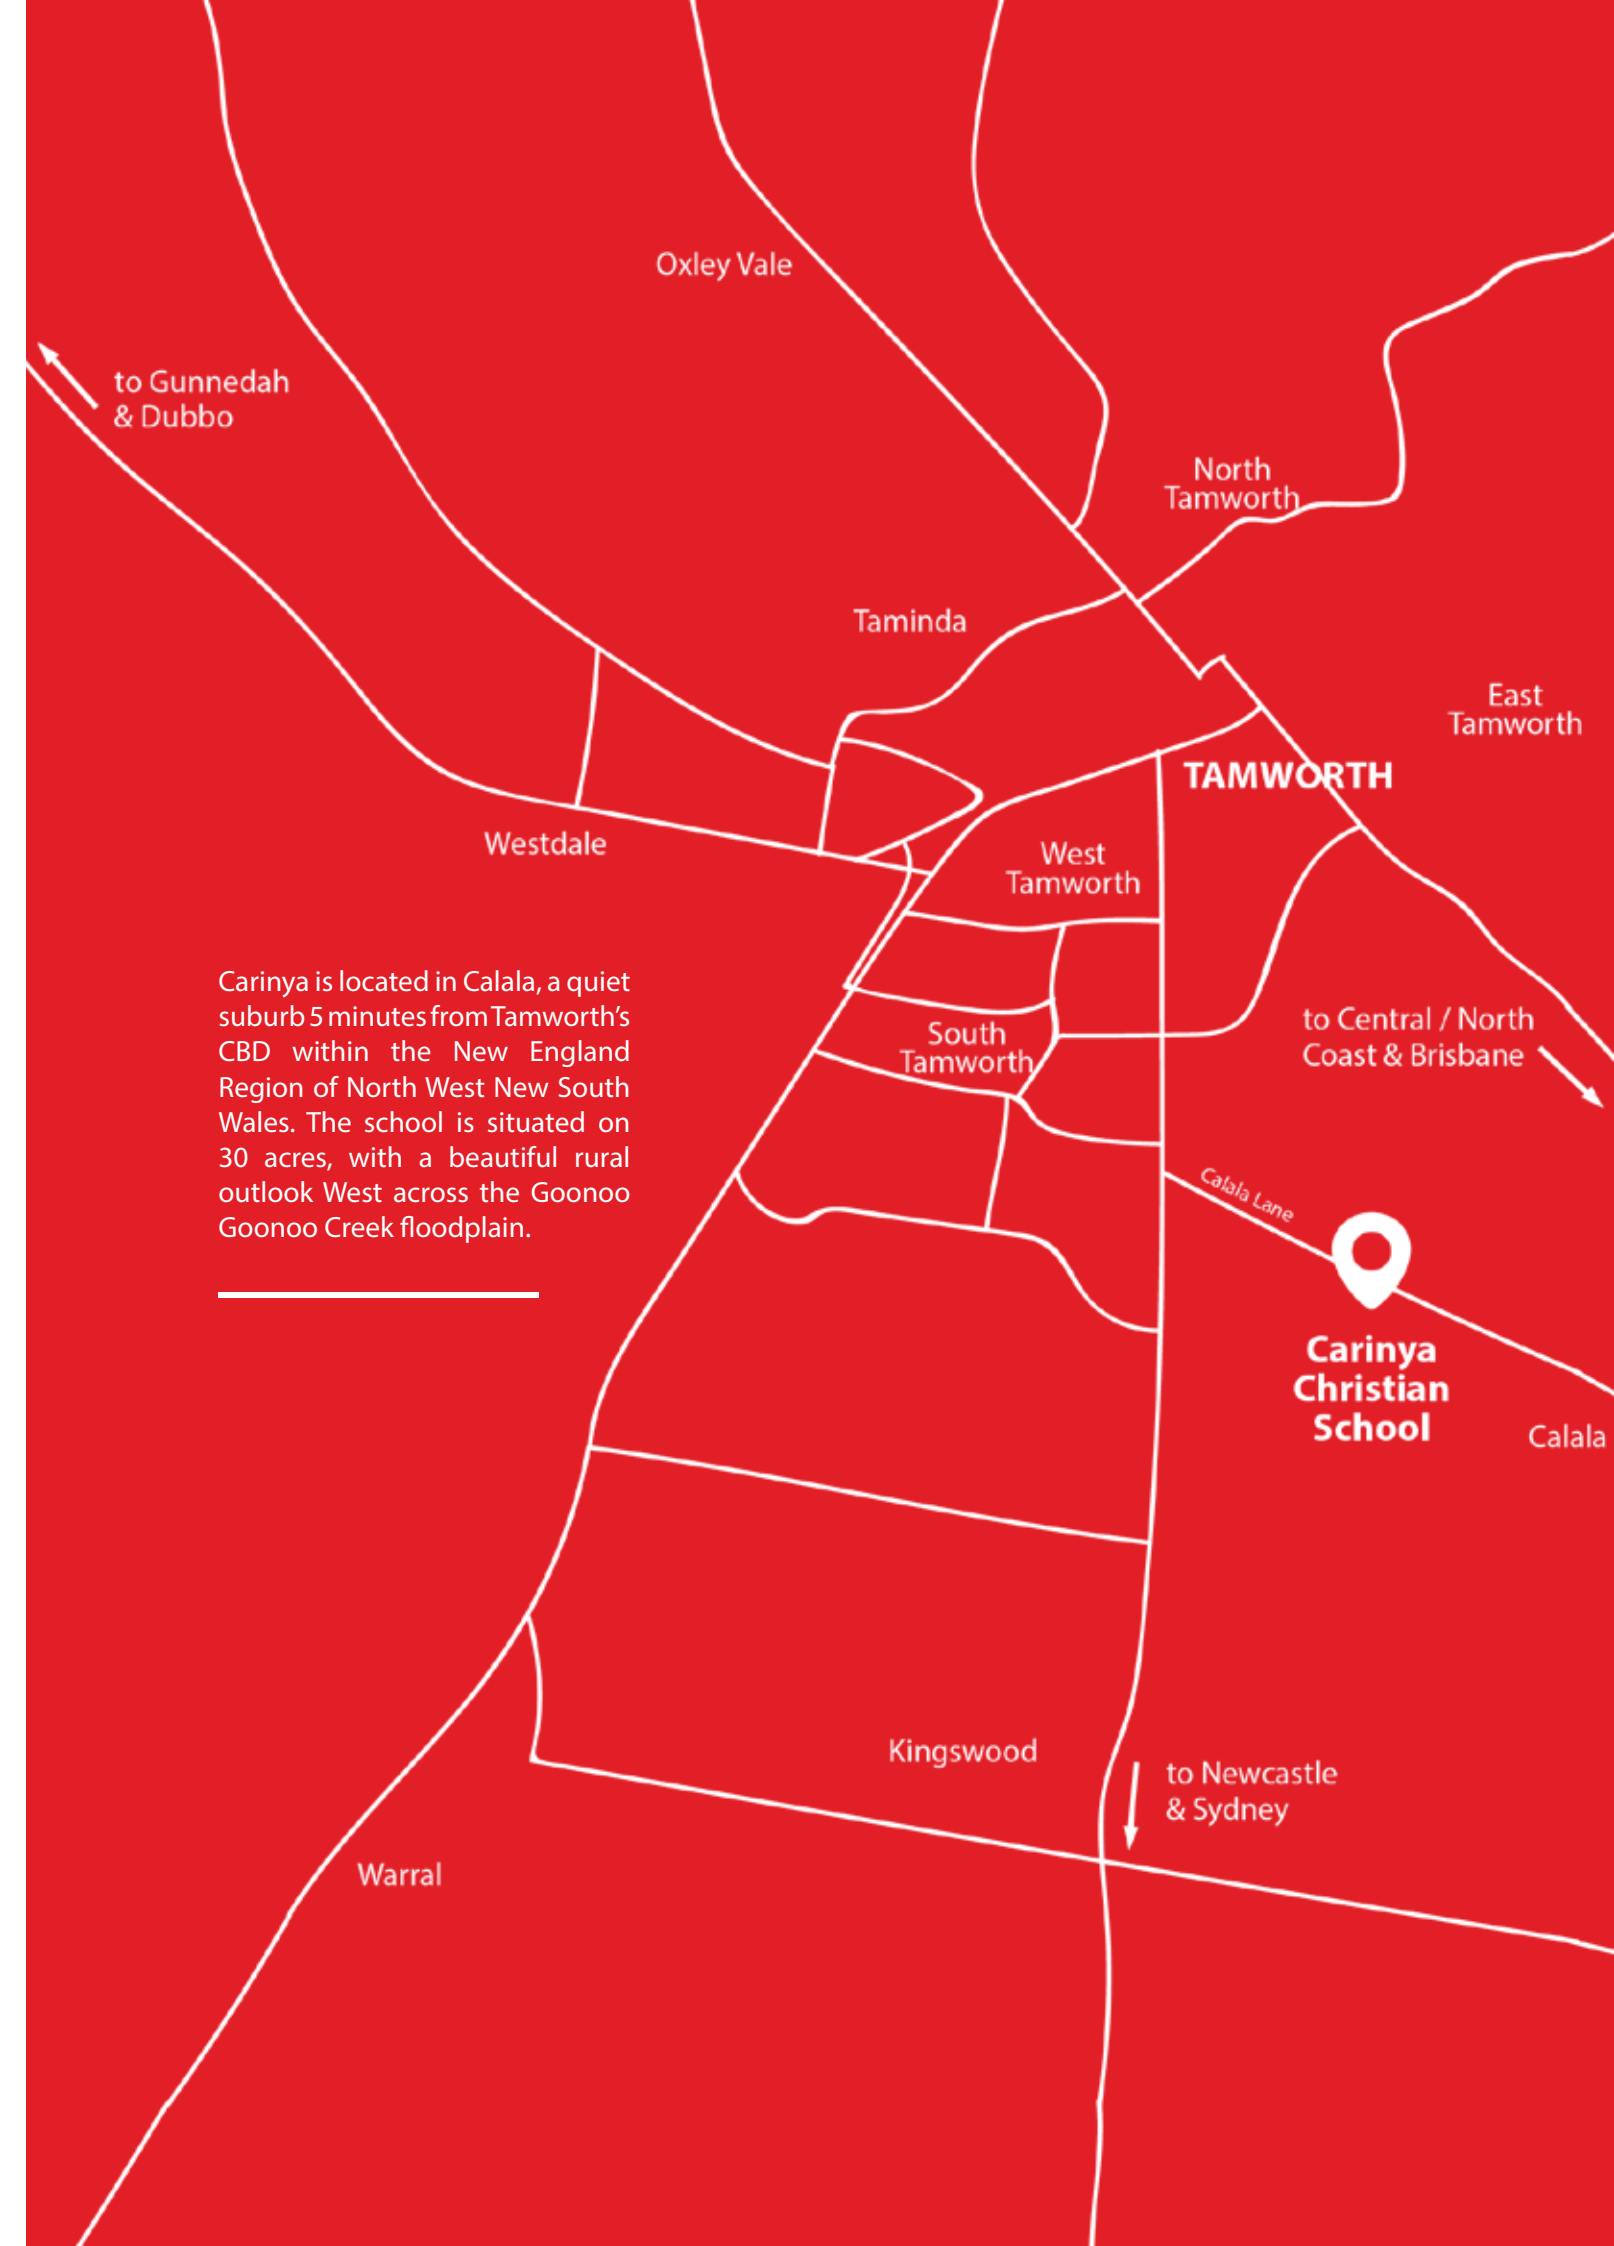 Oxley Vale
to Gunnedah
& Dubbo
North
Tamworth
Taminda
East
Tamworth
TAMWORTH
Westdale
West
Tamworth
Carinya is located in Calala, a quiet
suburb 5 minutes from Tamworth’s
CBD within the New England
Region of North West New South
Wales. The school is situated on
30 acres, with a beautiful rural
outlook West across the Goonoo
Goonoo Creek floodplain.
South
Tamworth
to Central / North
Coast & Brisbane
Calala Lane
Carinya
Christian
School
Calala
Kingswood
to Newcastle
& Sydney
Warral